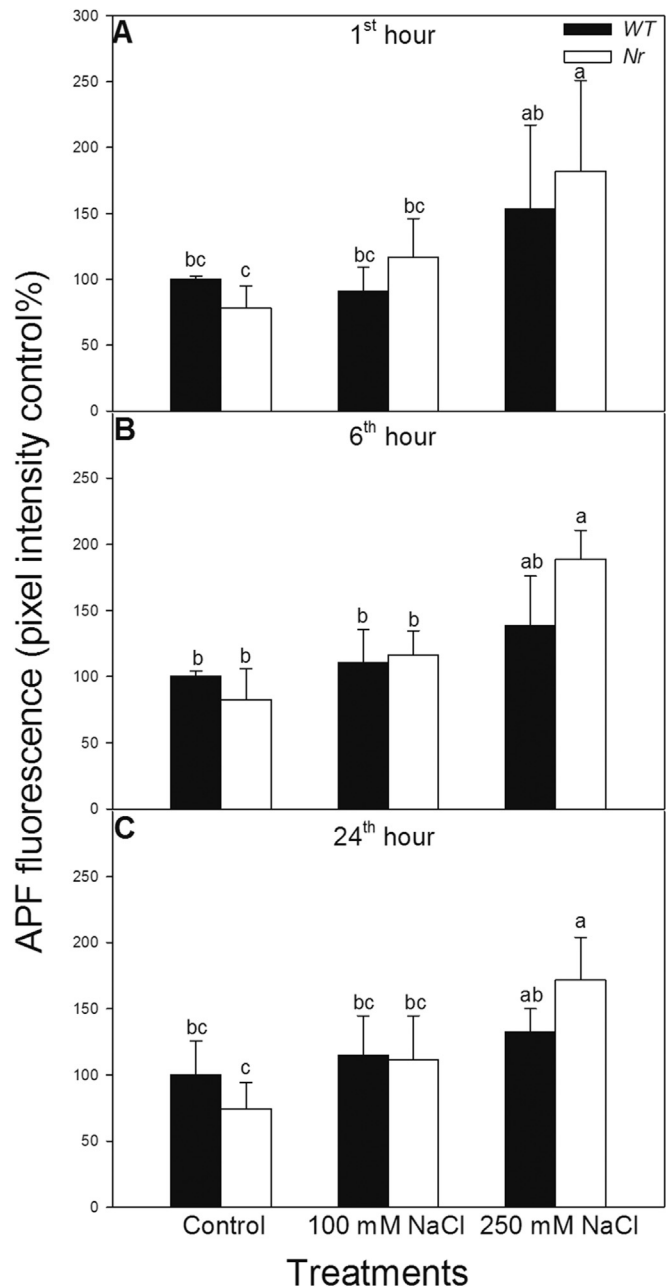 APF fluorescence (pixel intensity control%)
A
1st hour
WT
Nr
300
250
200
150
100
50
0
bc
c
bc
bc
ab
a
B
6th hour
250
200
150
100
50
0
b
b
b
b
ab
a
C
24th hour
250
200
150
100
50
0
bc
c
bc
bc
ab
a
Control
100 mM NaCl
250 mM NaCl
Treatments